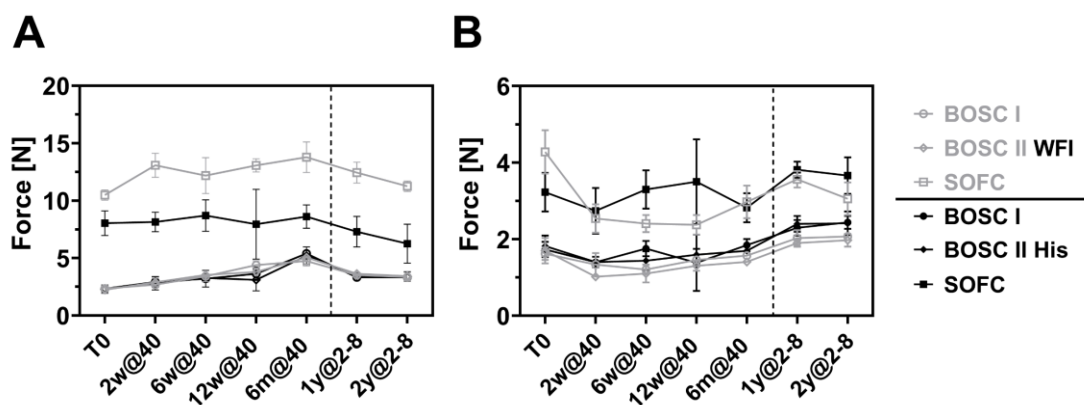 A
Force [N]
20
15
10
5
0
T0
2w@40
6w@40
12w@40
6m@40
1y@2-8
2y@2-8
B
Force [N]
6
4
2
0
T0
2w@40
6w@40
12w@40
6m@40
1y@2-8
2y@2-8
BOSC I
BOSC II WFI
SOFC
BOSC I
BOSC II His
SOFC